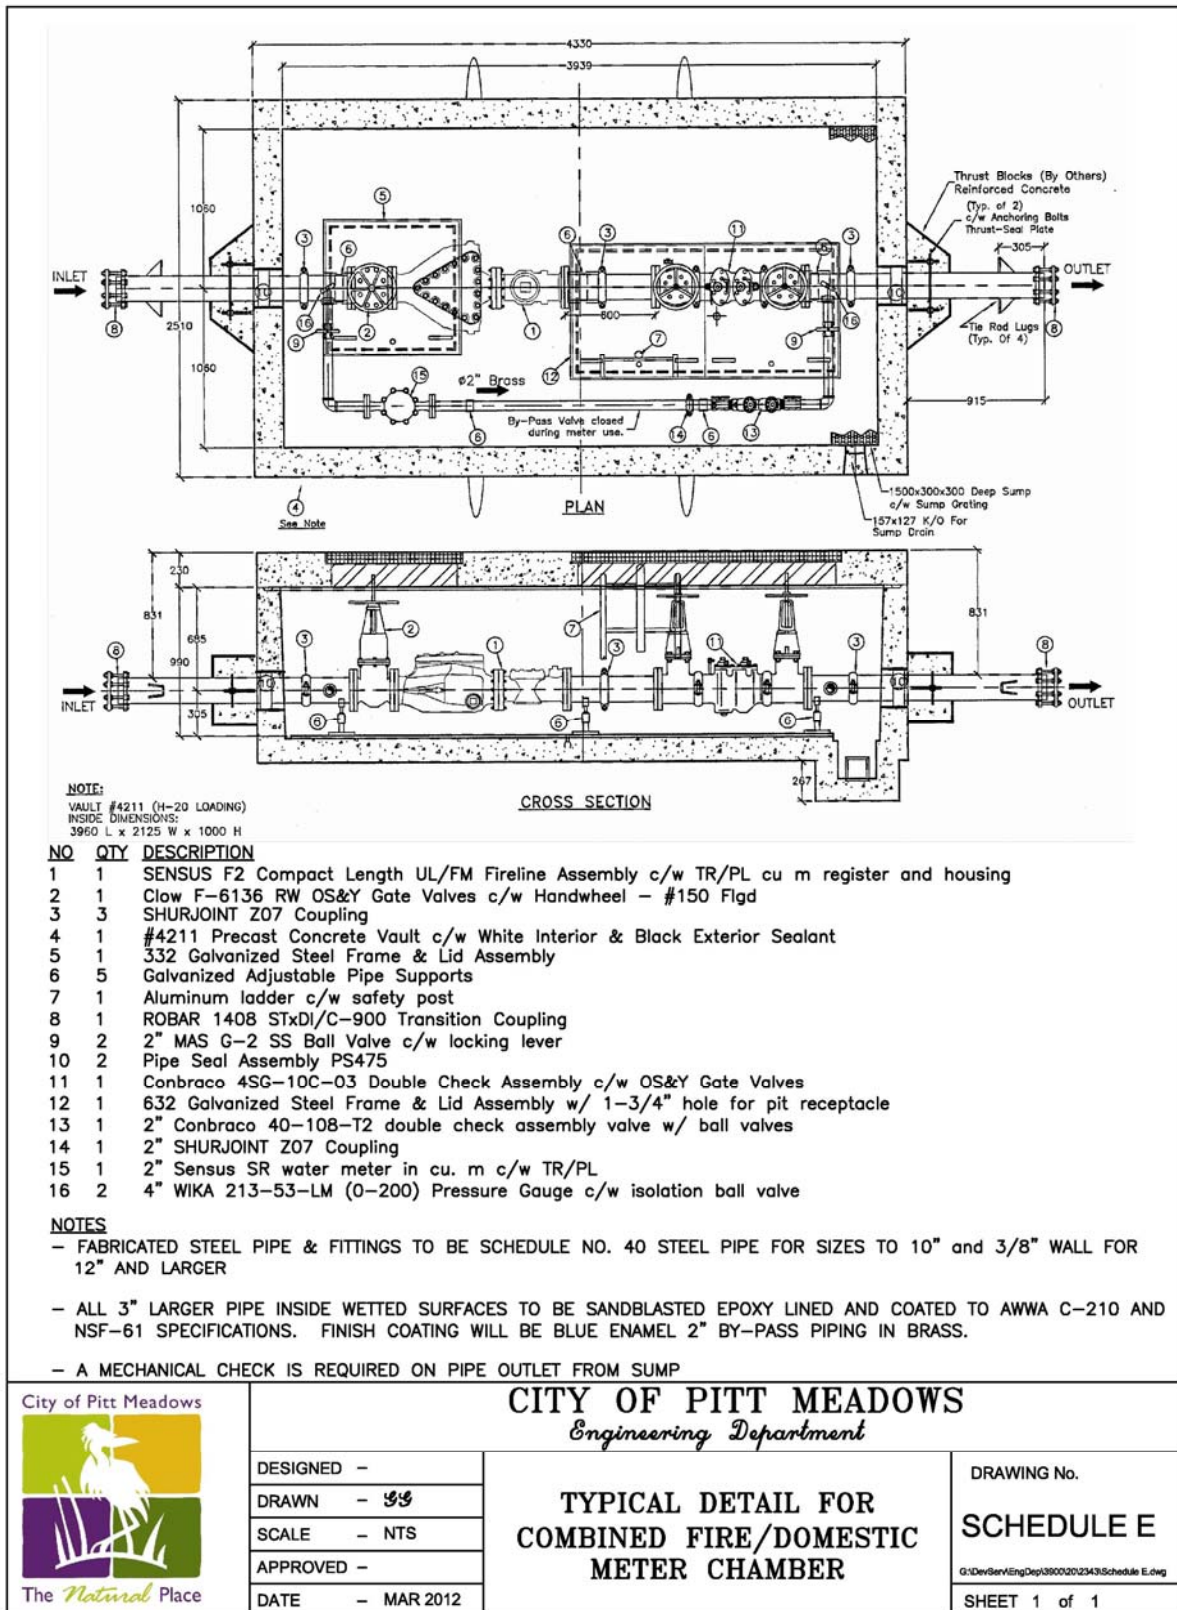 4330
3939
Thrust Blocks (By Others)
Reinforced Concrete
(Typ. of 2)
c/w Anchoring Bolts
Thrust-Seal Plate
305
INLET
OUTLET
1060
2510
1060
600
Tie Rod Lugs
(Typ. Of 4)
915
ø2" Brass
By-Pass Valve closed
during meter use.
1500x300x300 Deep Sump
c/w Sump Grating
157x127 K/O For
Sump Drain
PLAN
See Note
230
831
685
990
305
831
INLET
OUTLET
267
CROSS SECTION
NOTE:
VAULT #4211 (H-20 LOADING)
INSIDE DIMENSIONS:
3960 L x 2125 W x 1000 H
NO QTY DESCRIPTION
1 1 SENSUS F2 Compact Length UL/FM Fireline Assembly c/w TR/PL cu m register and housing
2 1 Clow F-6136 RW OS&Y Gate Valves c/w Handwheel – #150 Flgd
3 3 SHURJOINT Z07 Coupling
4 1 #4211 Precast Concrete Vault c/w White Interior & Black Exterior Sealant
5 1 332 Galvanized Steel Frame & Lid Assembly
6 5 Galvanized Adjustable Pipe Supports
7 1 Aluminum ladder c/w safety post
8 1 ROBAR 1408 STxDI/C-900 Transition Coupling
9 2 2" MAS G-2 SS Ball Valve c/w locking lever
10 2 Pipe Seal Assembly PS475
11 1 Conbraco 4SG-10C-03 Double Check Assembly c/w OS&Y Gate Valves
12 1 632 Galvanized Steel Frame & Lid Assembly w/ 1-3/4" hole for pit receptacle
13 1 2" Conbraco 40-108-T2 double check assembly valve w/ ball valves
14 1 2" SHURJOINT Z07 Coupling
15 1 2" Sensus SR water meter in cu. m c/w TR/PL
16 2 4" WIKA 213-53-LM (0-200) Pressure Gauge c/w isolation ball valve
NOTES
– FABRICATED STEEL PIPE & FITTINGS TO BE SCHEDULE NO. 40 STEEL PIPE FOR SIZES TO 10" and 3/8" WALL FOR
12" AND LARGER
– ALL 3" LARGER PIPE INSIDE WETTED SURFACES TO BE SANDBLASTED EPOXY LINED AND COATED TO AWWA C-210 AND
NSF-61 SPECIFICATIONS. FINISH COATING WILL BE BLUE ENAMEL 2" BY-PASS PIPING IN BRASS.
– A MECHANICAL CHECK IS REQUIRED ON PIPE OUTLET FROM SUMP
City of Pitt Meadows
The Natural Place
CITY OF PITT MEADOWS
Engineering Department
DESIGNED –
DRAWN – GG
SCALE – NTS
APPROVED –
DATE – MAR 2012
TYPICAL DETAIL FOR
COMBINED FIRE/DOMESTIC
METER CHAMBER
DRAWING No.
SCHEDULE E
G:\DevServ\EngDep\3900\20\2343\Schedule E.dwg
SHEET 1 of 1